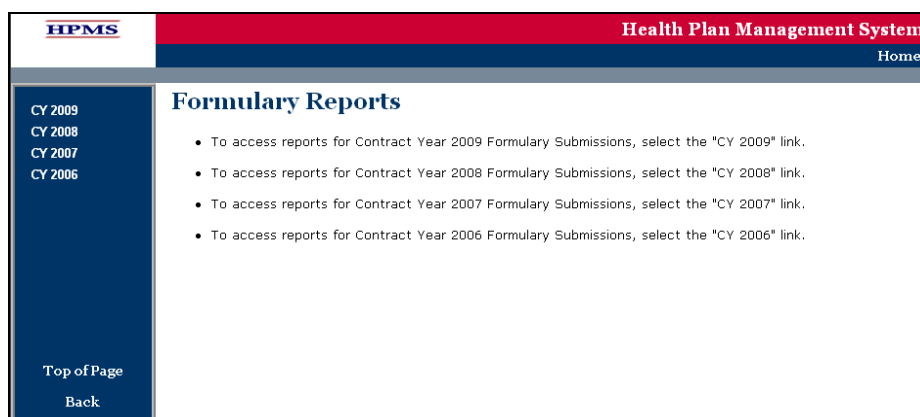 HPMS
Health Plan Management System
Home
CY 2009
CY 2008
CY 2007
CY 2006
Formulary Reports
• To access reports for Contract Year 2009 Formulary Submissions, select the "CY 2009" link.
• To access reports for Contract Year 2008 Formulary Submissions, select the "CY 2008" link.
• To access reports for Contract Year 2007 Formulary Submissions, select the "CY 2007" link.
• To access reports for Contract Year 2006 Formulary Submissions, select the "CY 2006" link.
Top of Page
Back